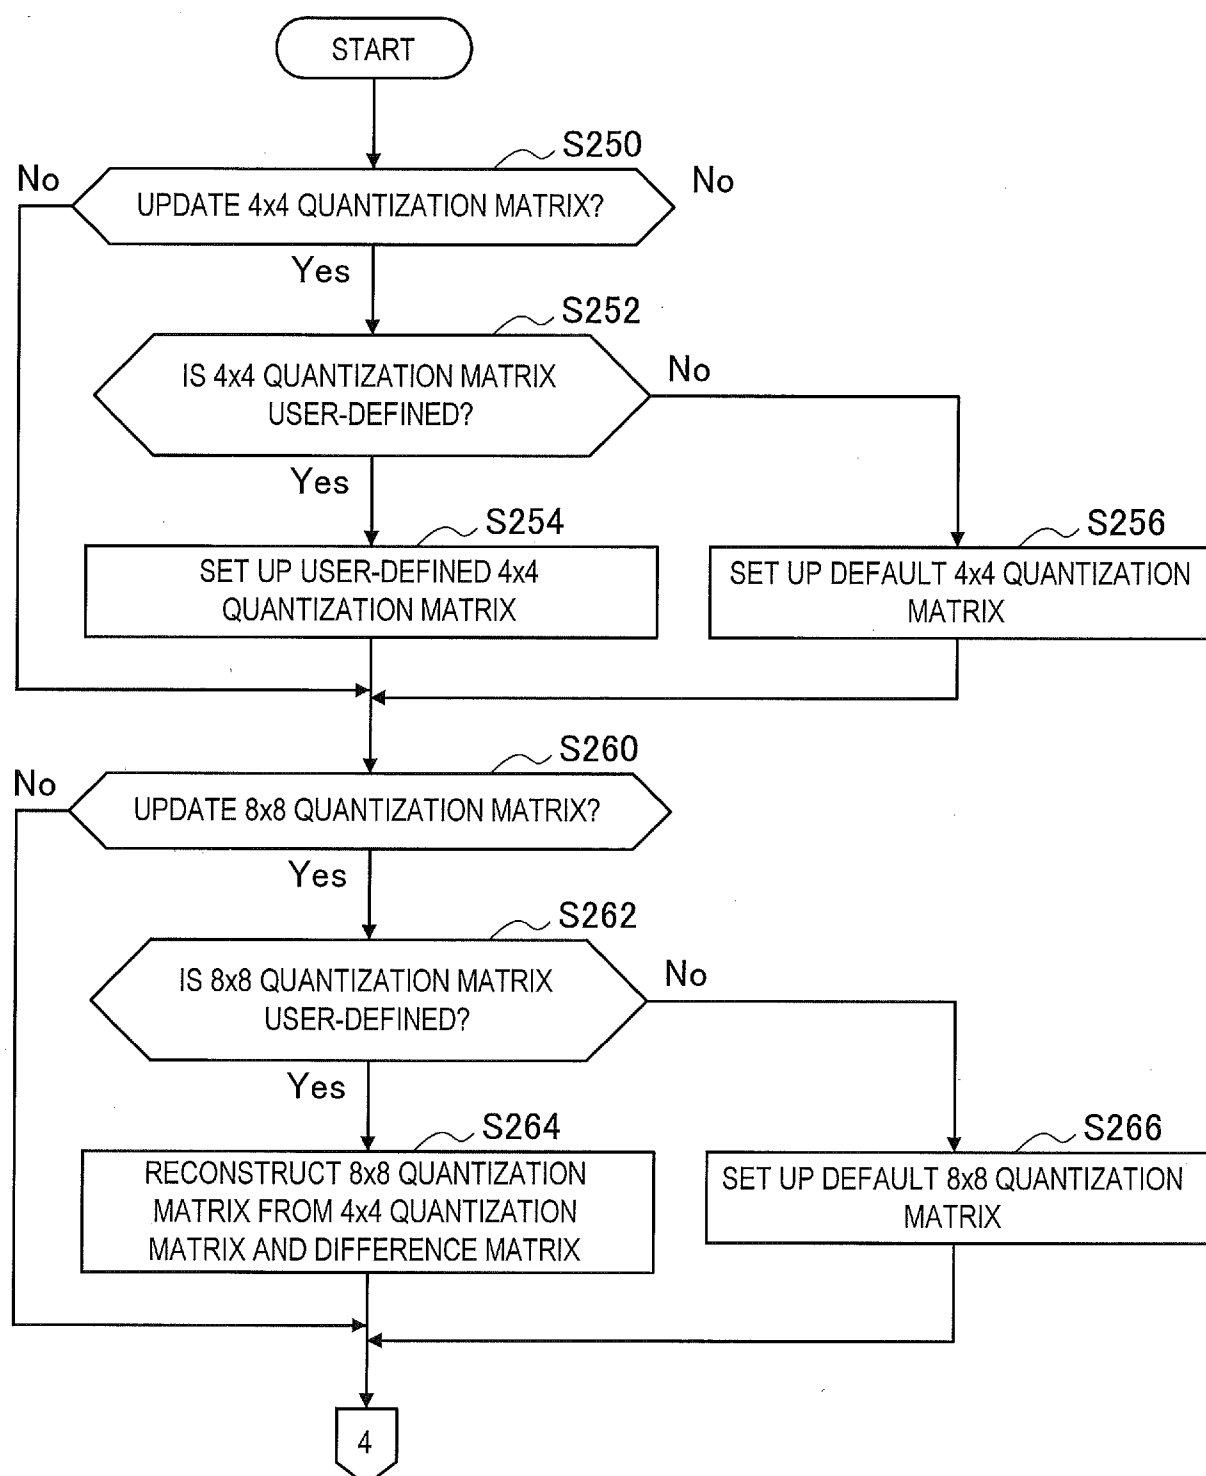 START
S250
No
UPDATE 4x4 QUANTIZATION MATRIX?
No
Yes
S252
IS 4x4 QUANTIZATION MATRIX
USER-DEFINED?
No
Yes
S254
SET UP USER-DEFINED 4x4
QUANTIZATION MATRIX
S256
SET UP DEFAULT 4x4 QUANTIZATION
MATRIX
S260
No
UPDATE 8x8 QUANTIZATION MATRIX?
Yes
S262
IS 8x8 QUANTIZATION MATRIX
USER-DEFINED?
No
Yes
S264
RECONSTRUCT 8x8 QUANTIZATION
MATRIX FROM 4x4 QUANTIZATION
MATRIX AND DIFFERENCE MATRIX
S266
SET UP DEFAULT 8x8 QUANTIZATION
MATRIX
4